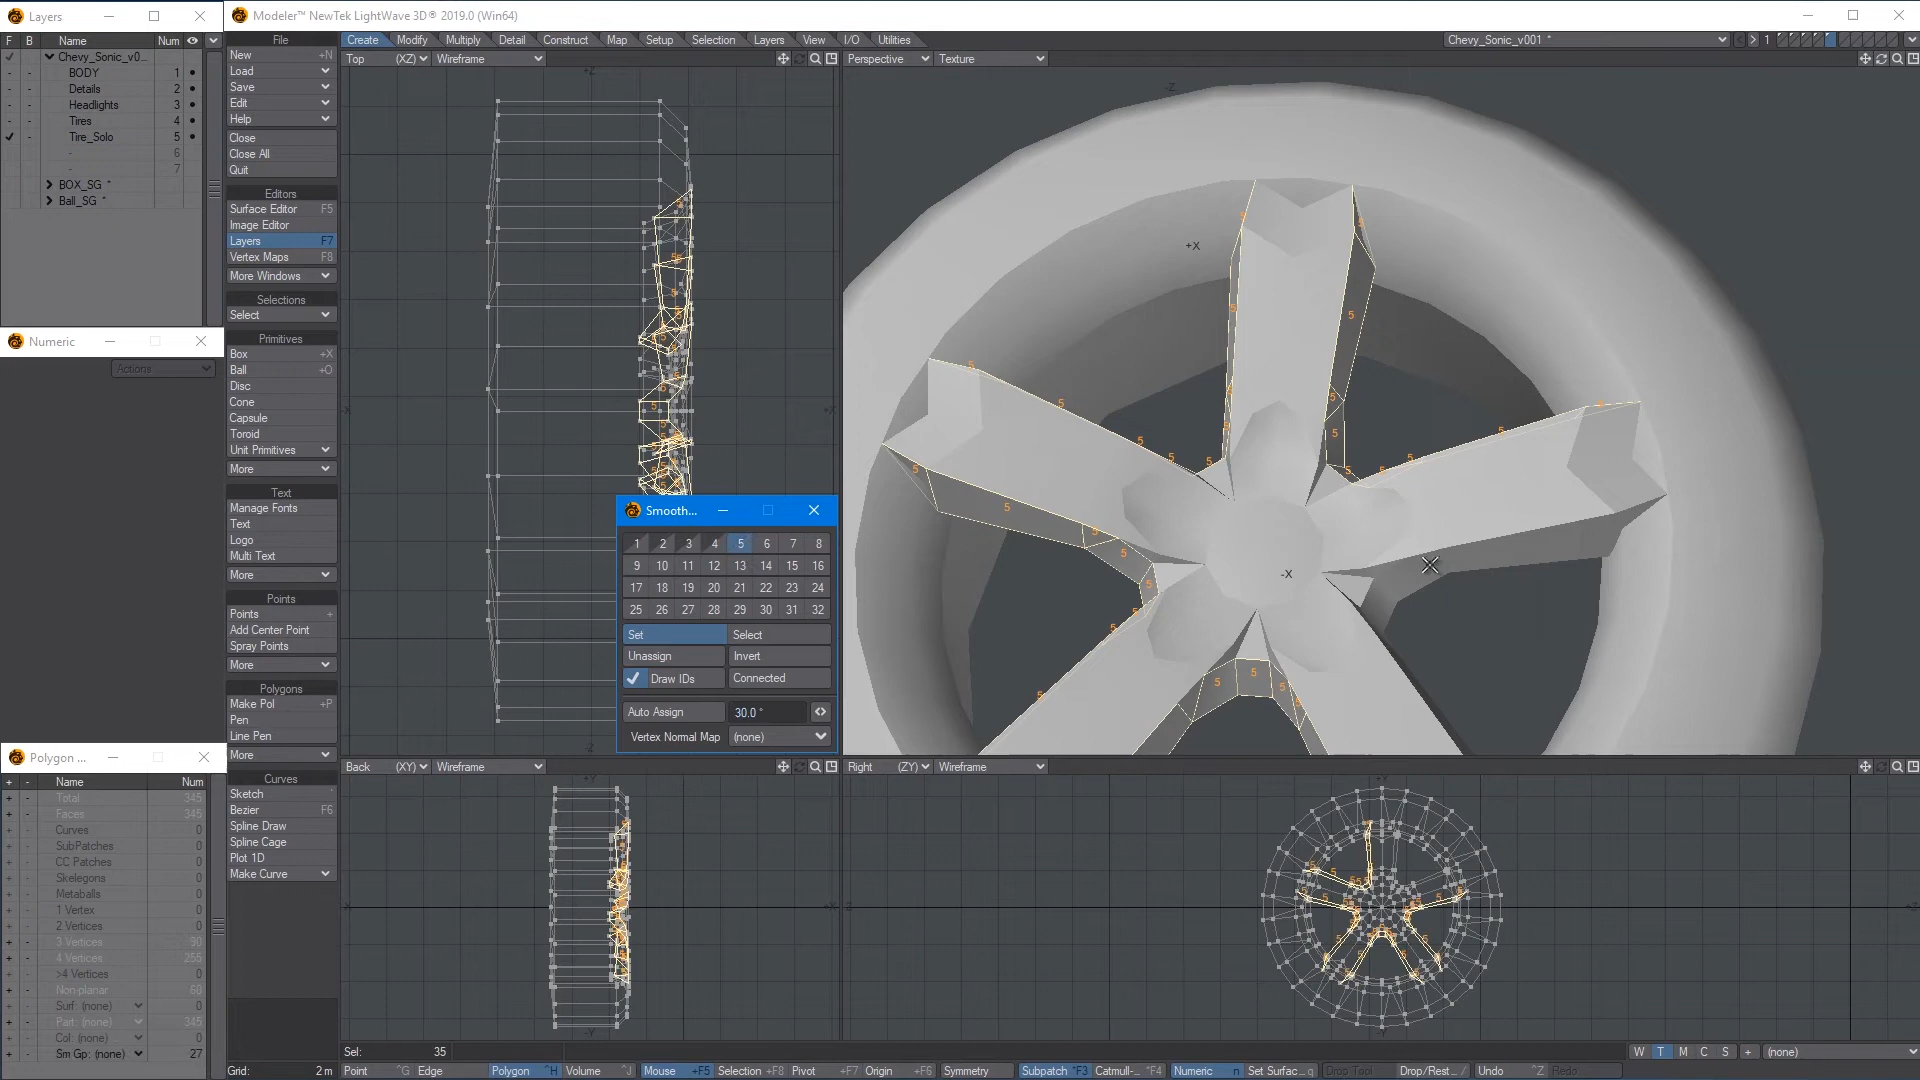 Layers
Modeler™ NewTek LightWave 3D® 2019.0 (Win64)
F B Name Num
Chevy_Sonic_v0...
BODY 1
Details 2
Headlights 3
Tires 4
Tire_Solo 5
- 6
- 7
BOX_SG *
Ball_SG *
Numeric
Actions
Polygon ...
+ - Name Num
+ - Total 345
+ - Faces 345
+ - Curves 0
+ - SubPatches 0
+ - CC Patches 0
+ - Skelegons 0
+ - Metaballs 0
+ - 1 Vertex 0
+ - 2 Vertices 0
+ - 3 Vertices 90
+ - 4 Vertices 255
+ - >4 Vertices 0
+ - Non-planar 60
+ - Surf: (none) 0
+ - Part: (none) 345
+ - Col: (none) 0
+ - Sm Gp: (none) 27
File
New +N
Load
Save
Edit
Help
Close
Close All
Quit
Editors
Surface Editor F5
Image Editor
Layers F7
Vertex Maps F8
More Windows
Selections
Select
Primitives
Box +X
Ball +O
Disc
Cone
Capsule
Toroid
Unit Primitives
More
Text
Manage Fonts
Text
Logo
Multi Text
More
Points
Points +
Add Center Point
Spray Points
More
Polygons
Make Pol +P
Pen
Line Pen
More
Curves
Sketch `
Bezier F6
Spline Draw
Spline Cage
Plot 1D
Make Curve
Create Modify Multiply Detail Construct Map Setup Selection Layers View I/O Utilities
Chevy_Sonic_v001 * 1
Top (XZ) Wireframe
Perspective Texture
+X
-X
-Z
Smooth...
1 2 3 4 5 6 7 8
9 10 11 12 13 14 15 16
17 18 19 20 21 22 23 24
25 26 27 28 29 30 31 32
Set Select
Unassign Invert
Draw IDs Connected
Auto Assign 30.0 °
Vertex Normal Map (none)
Back (XY) Wireframe
Right (ZY) Wireframe
Sel: 35
W T M C S + (none)
Grid: 2 m Point ^G Edge Polygon ^H Volume ^J Mouse +F5 Selection +F8 Pivot +F7 Origin +F6 Symmetry Subpatch ^F3 Catmull-.. ^F4 Numeric n Set Surfac.. q Drop Tool Drop/Rest.. / Undo ^Z Redo